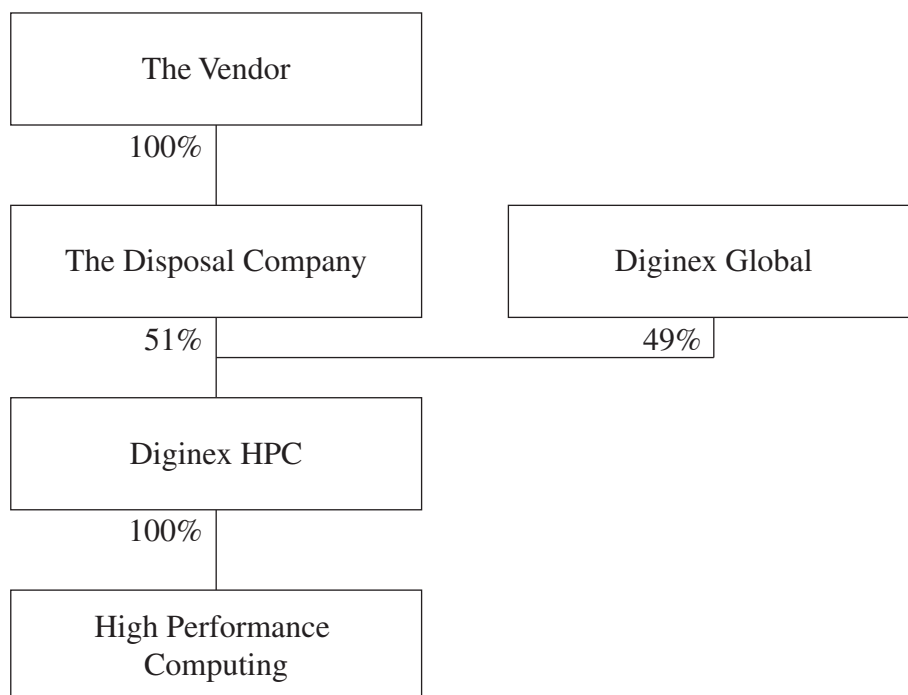 The Vendor
100%
The Disposal Company
Diginex Global
51%
49%
Diginex HPC
100%
High Performance
Computing